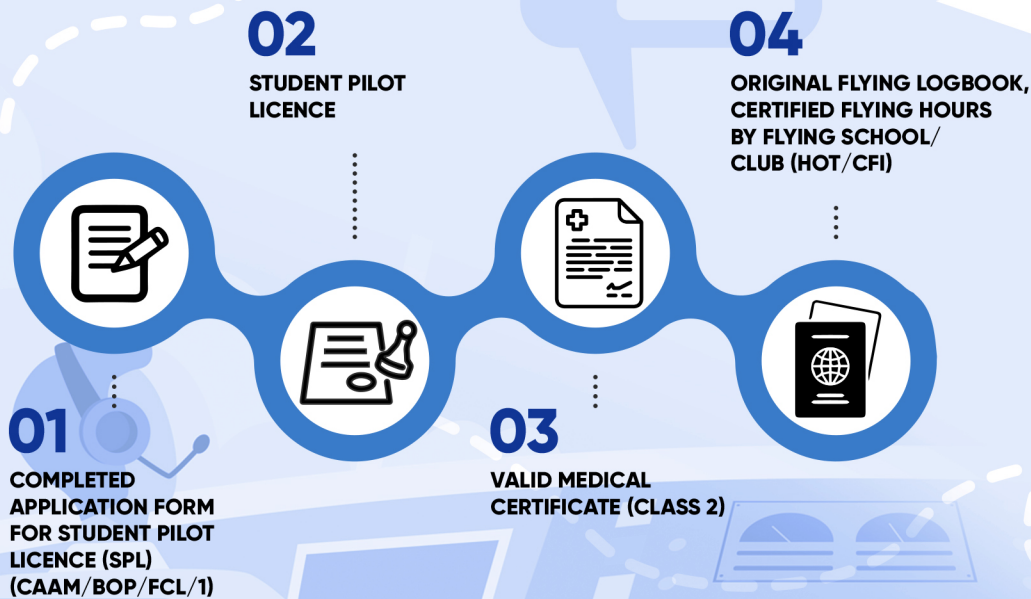 01
COMPLETED
APPLICATION FORM
FOR STUDENT PILOT
LICENCE (SPL)
(CAAM/BOP/FCL/1)
02
STUDENT PILOT
LICENCE
03
VALID MEDICAL
CERTIFICATE (CLASS 2)
04
ORIGINAL FLYING LOGBOOK,
CERTIFIED FLYING HOURS
BY FLYING SCHOOL/
CLUB (HOT/CFI)